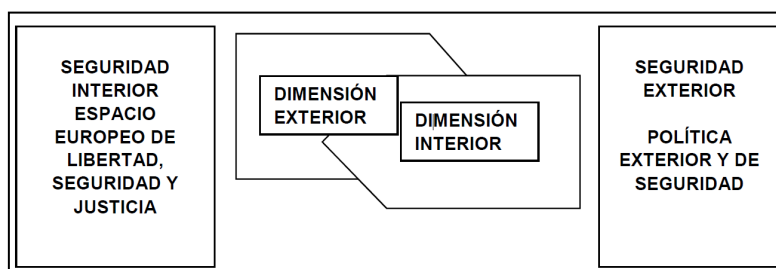 SEGURIDAD
INTERIOR
ESPACIO
EUROPEO DE
LIBERTAD,
SEGURIDAD Y
JUSTICIA
DIMENSIÓN
EXTERIOR
DIMENSIÓN
INTERIOR
SEGURIDAD
EXTERIOR
POLÍTICA
EXTERIOR Y DE
SEGURIDAD